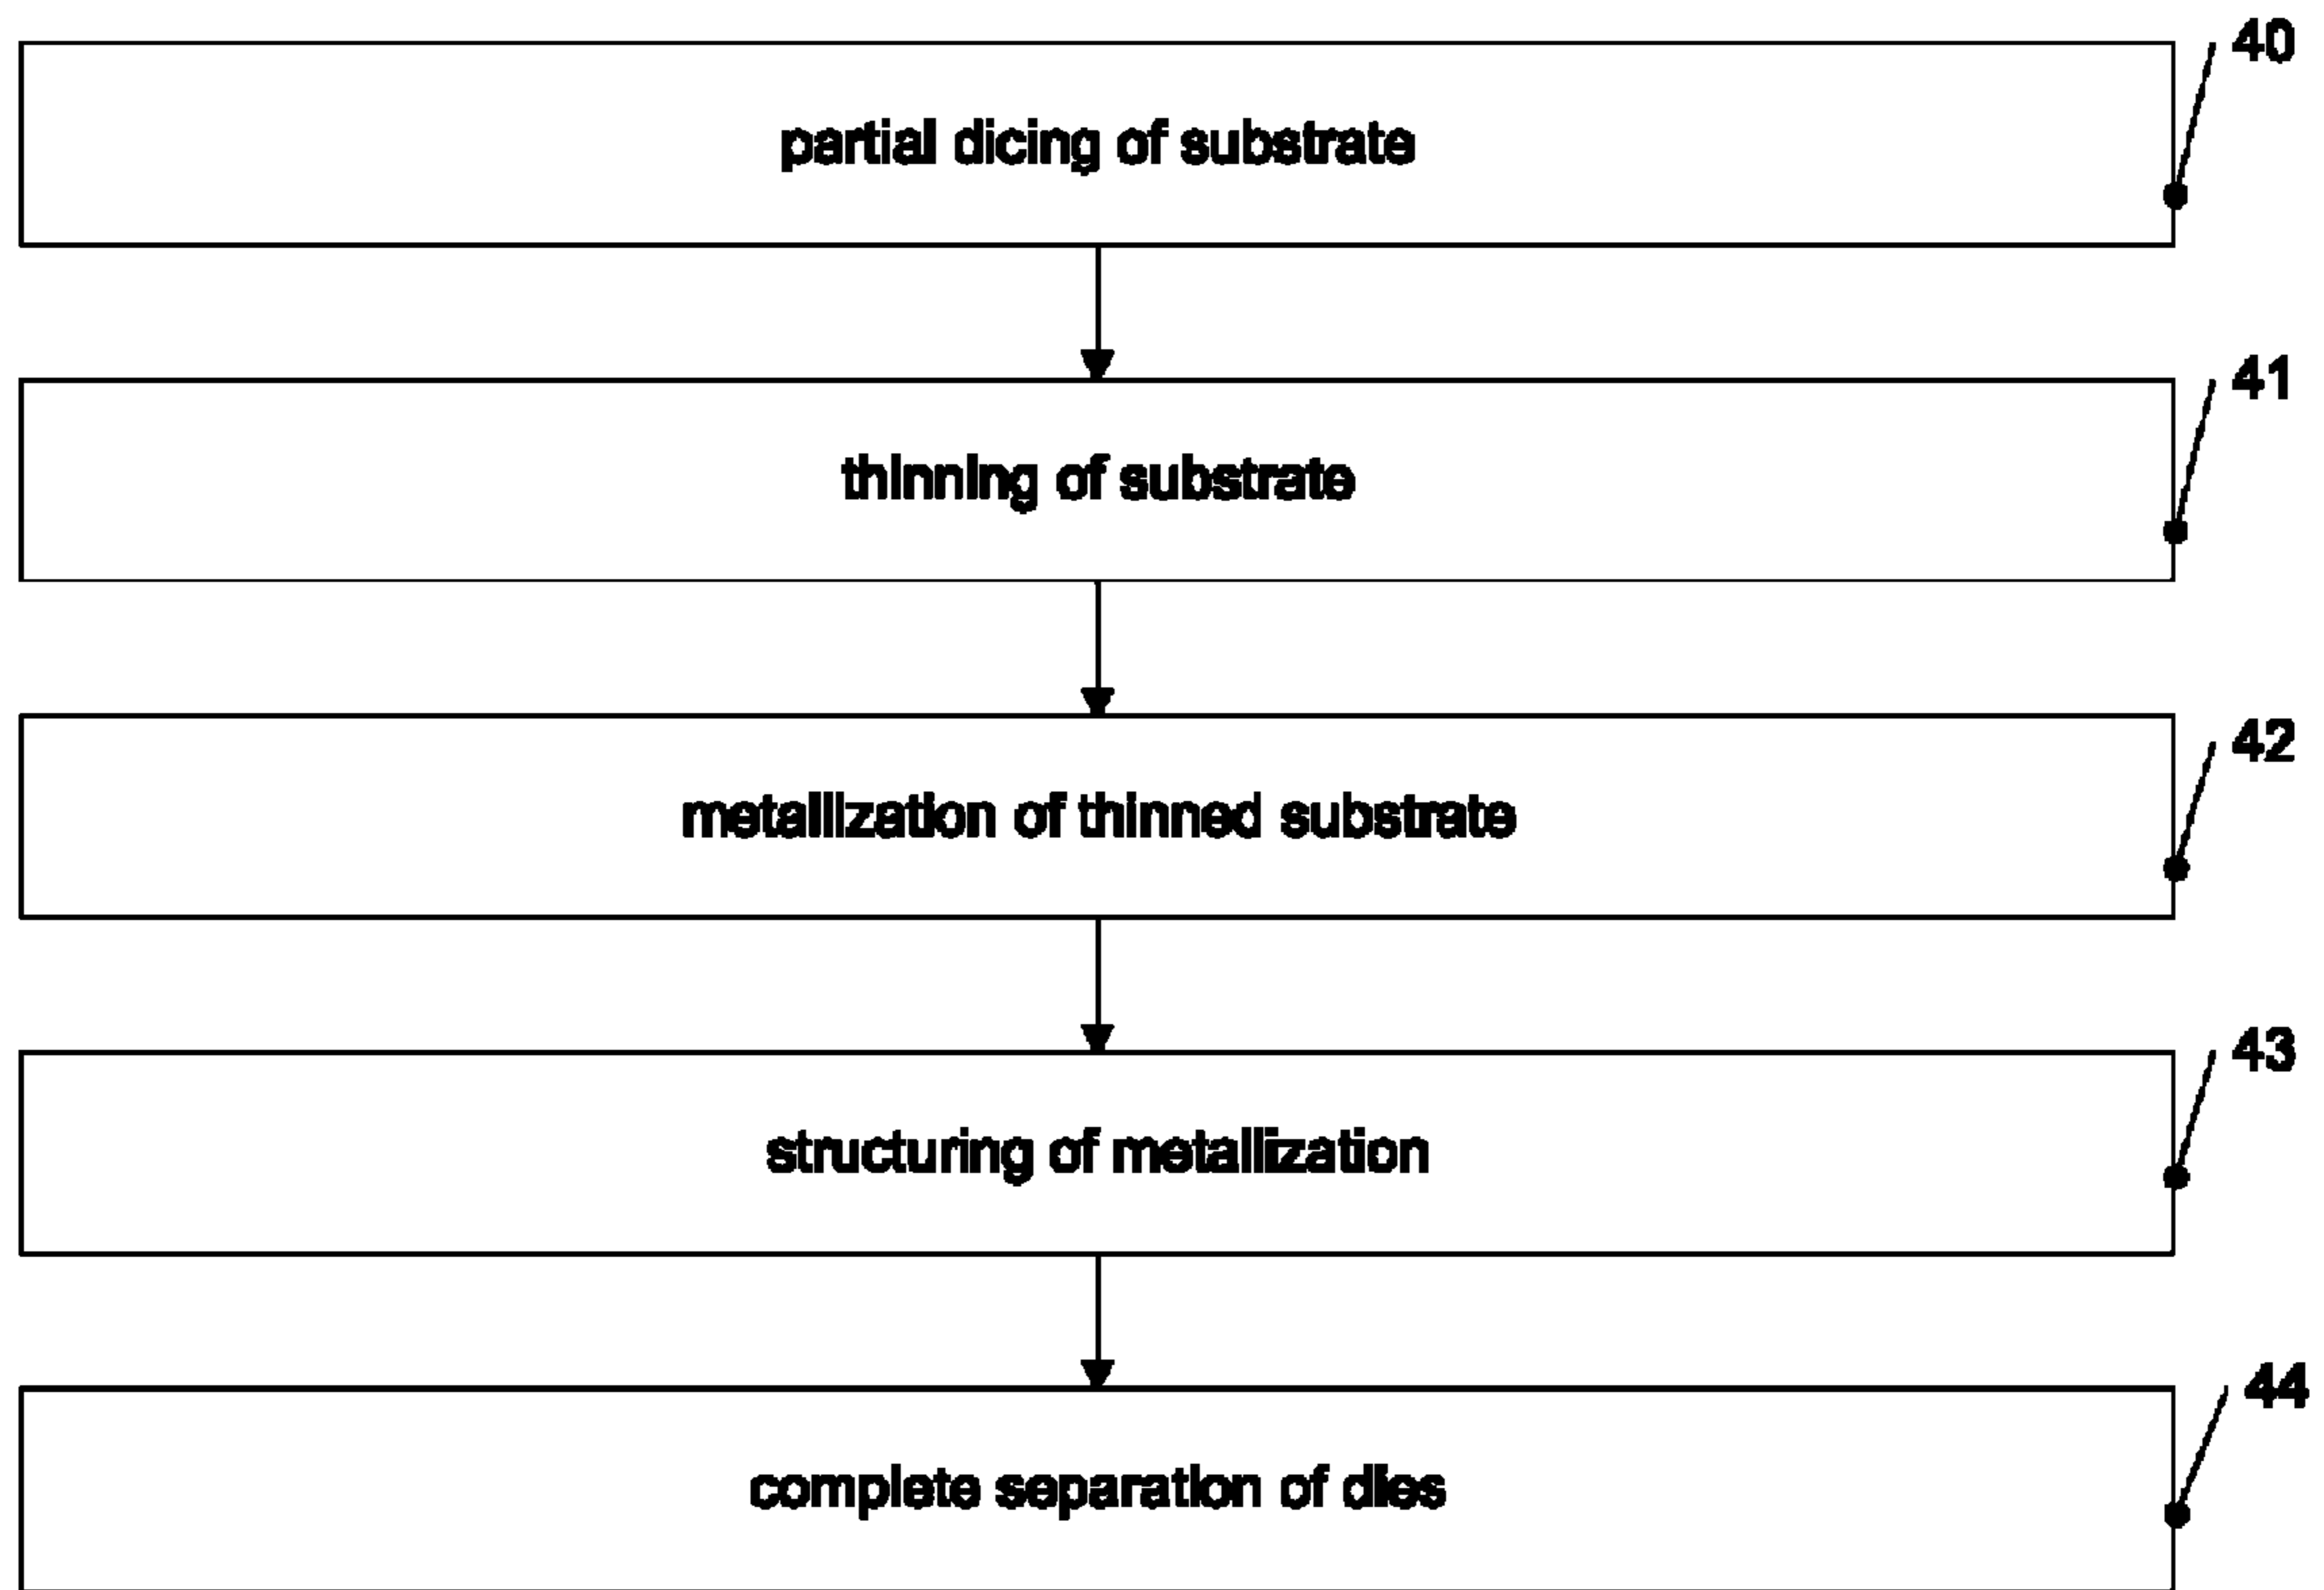 40
partial dicing of substrate
41
thinning of substrate
42
metallization of thinned substrate
43
structuring of metallization
44
complete separation of dies